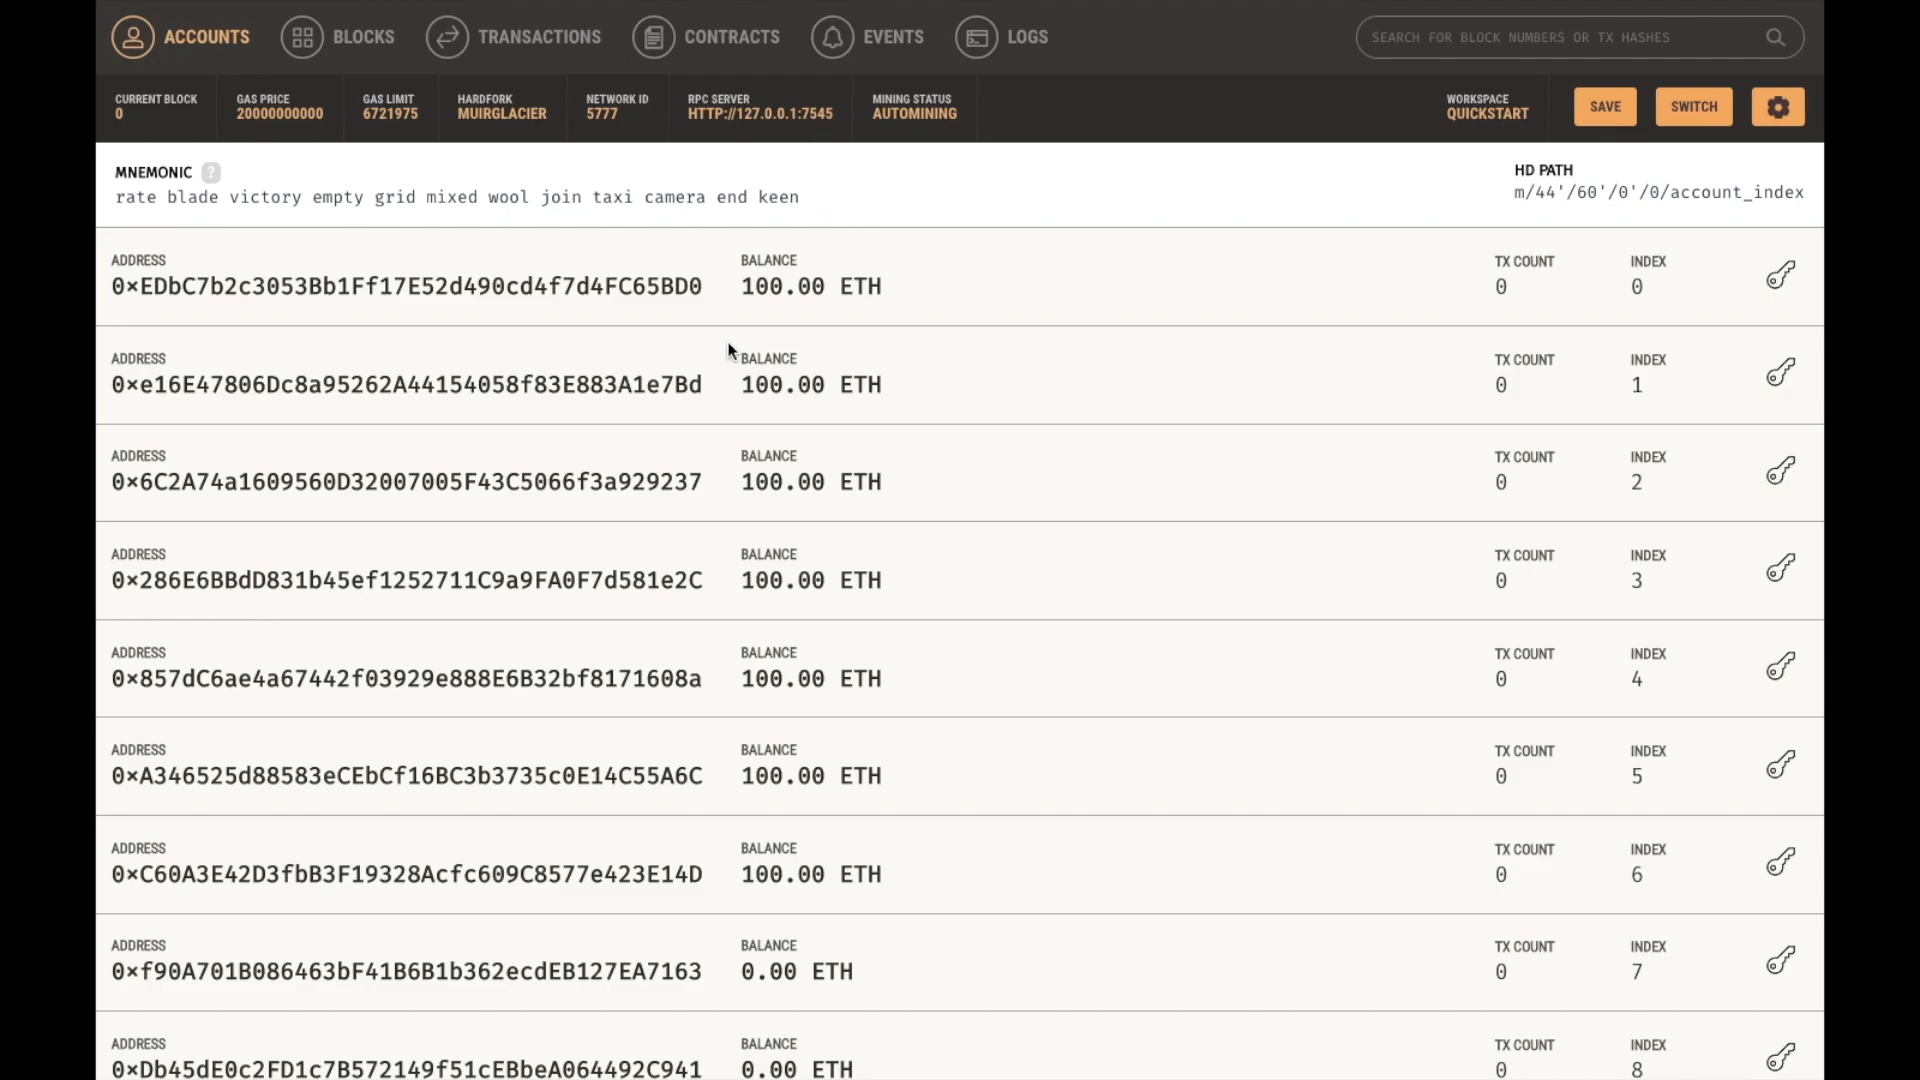 ACCOUNTS BLOCKS TRANSACTIONS CONTRACTS EVENTS LOGS SEARCH FOR BLOCK NUMBERS OR TX HASHES
CURRENT BLOCK GAS PRICE GAS LIMIT HARDFORK NETWORK ID RPC SERVER MINING STATUS WORKSPACE
0 20000000000 6721975 MUIRGLACIER 5777 HTTP://127.0.0.1:7545 AUTOMINING QUICKSTART SAVE SWITCH
MNEMONIC ? HD PATH
rate blade victory empty grid mixed wool join taxi camera end keen m/44'/60'/0'/0/account_index
ADDRESS BALANCE TX COUNT INDEX
0×EDbC7b2c3053Bb1Ff17E52d490cd4f7d4FC65BD0 100.00 ETH 0 0
ADDRESS BALANCE TX COUNT INDEX
0×e16E47806Dc8a95262A44154058f83E883A1e7Bd 100.00 ETH 0 1
ADDRESS BALANCE TX COUNT INDEX
0×6C2A74a1609560D32007005F43C5066f3a929237 100.00 ETH 0 2
ADDRESS BALANCE TX COUNT INDEX
0×286E6BBdD831b45ef1252711C9a9FA0F7d581e2C 100.00 ETH 0 3
ADDRESS BALANCE TX COUNT INDEX
0×857dC6ae4a67442f03929e888E6B32bf8171608a 100.00 ETH 0 4
ADDRESS BALANCE TX COUNT INDEX
0×A346525d88583eCEbCf16BC3b3735c0E14C55A6C 100.00 ETH 0 5
ADDRESS BALANCE TX COUNT INDEX
0×C60A3E42D3fbB3F19328Acfc609C8577e423E14D 100.00 ETH 0 6
ADDRESS BALANCE TX COUNT INDEX
0×f90A701B086463bF41B6B1b362ecdEB127EA7163 0.00 ETH 0 7
ADDRESS BALANCE TX COUNT INDEX
0×Db45dE0c2FD1c7B572149f51cEBbeA064492C941 0.00 ETH 0 8